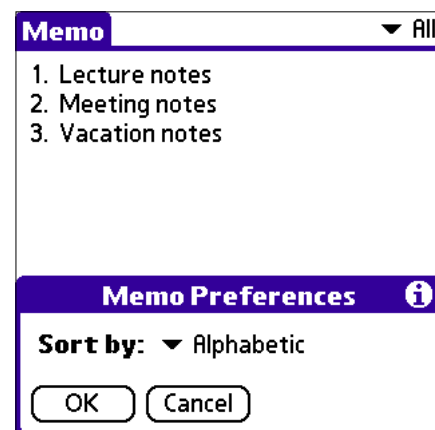 Memo All
1. Lecture notes
2. Meeting notes
3. Vacation notes
Memo Preferences i
Sort by: Alphabetic
OK Cancel